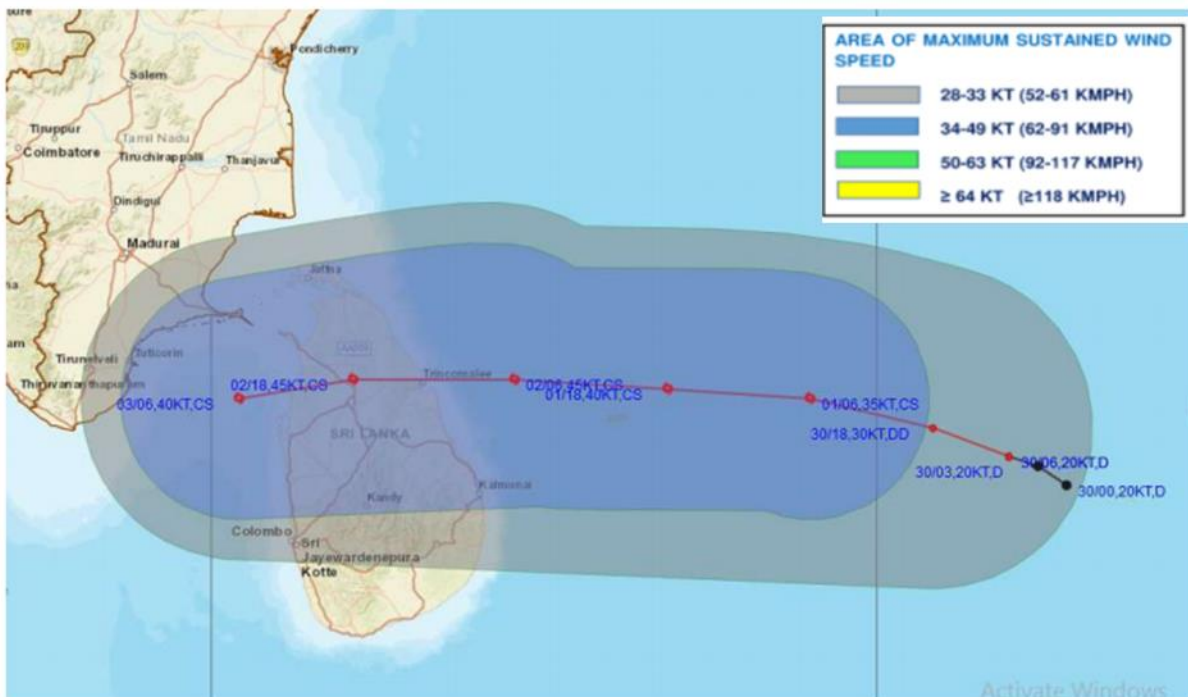 AREA OF MAXIMUM SUSTAINED WIND
SPEED
28-33 KT (52-61 KMPH)
34-49 KT (62-91 KMPH)
50-63 KT (92-117 KMPH)
≥ 64 KT (≥118 KMPH)
Pondicherry
Salem
Tiruppur
Tamil Nadu
Coimbatore
Tiruchirappalli
Thanjavur
Dindigul
Madurai
Jaffna
Tuticorin
Tirunelveli
Thiruvananthapuram
Trincomalee
02/18,45KT,CS
02/06,45KT,CS
01/18,40KT,CS
03/06,40KT,CS
01/06,35KT,CS
SRI LANKA
30/18,30KT,DD
30/03,20KT,D
30/06,20KT,D
30/00,20KT,D
Kalmunai
Kandy
Colombo
Sri
Jayewardenepura
Kotte
Activate Windows